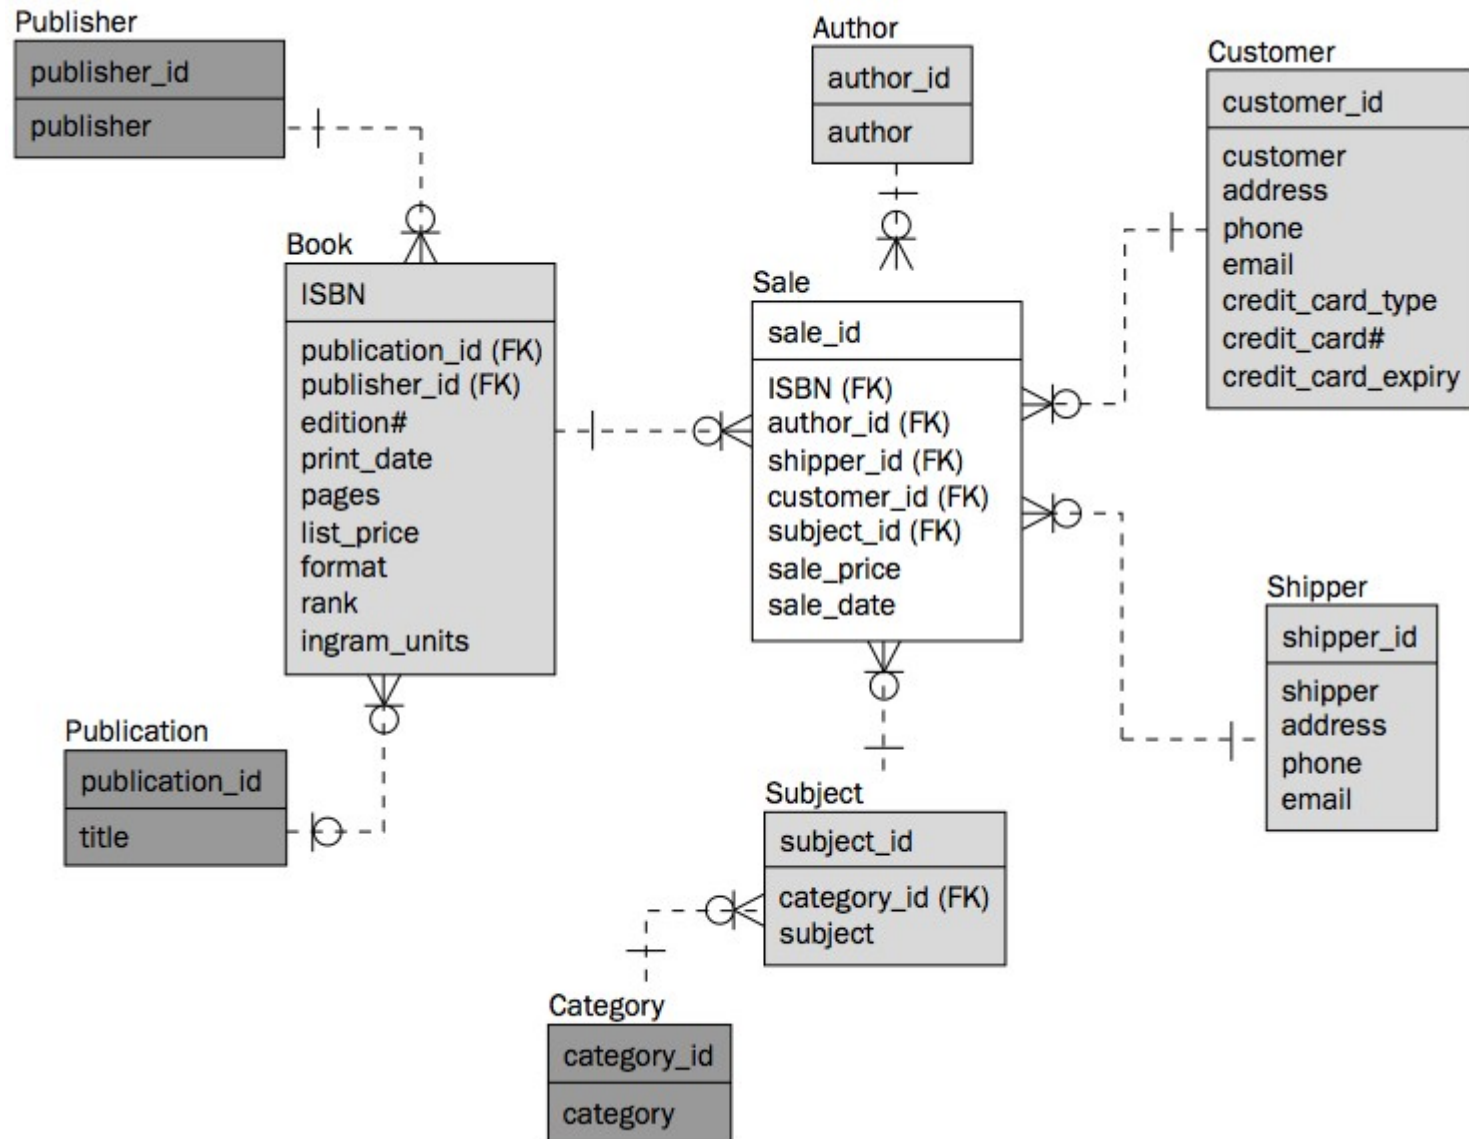 Publisher
publisher_id
publisher
Author
author_id
author
Customer
customer_id
customer
address
phone
email
credit_card_type
credit_card#
credit_card_expiry
Book
ISBN
publication_id (FK)
publisher_id (FK)
edition#
print_date
pages
list_price
format
rank
ingram_units
Sale
sale_id
ISBN (FK)
author_id (FK)
shipper_id (FK)
customer_id (FK)
subject_id (FK)
sale_price
sale_date
Shipper
shipper_id
shipper
address
phone
email
Publication
publication_id
title
Subject
subject_id
category_id (FK)
subject
Category
category_id
category